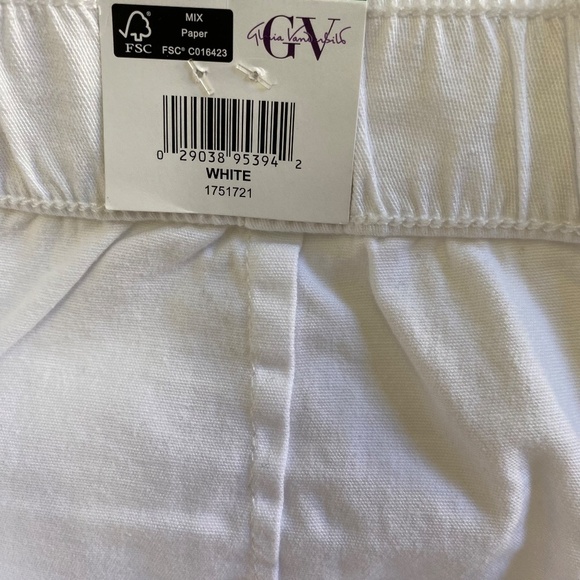 FSC
MIX
Paper
FSC® C016423
GV
Gloria Vanderbilt
0 29038 95394 2
WHITE
1751721